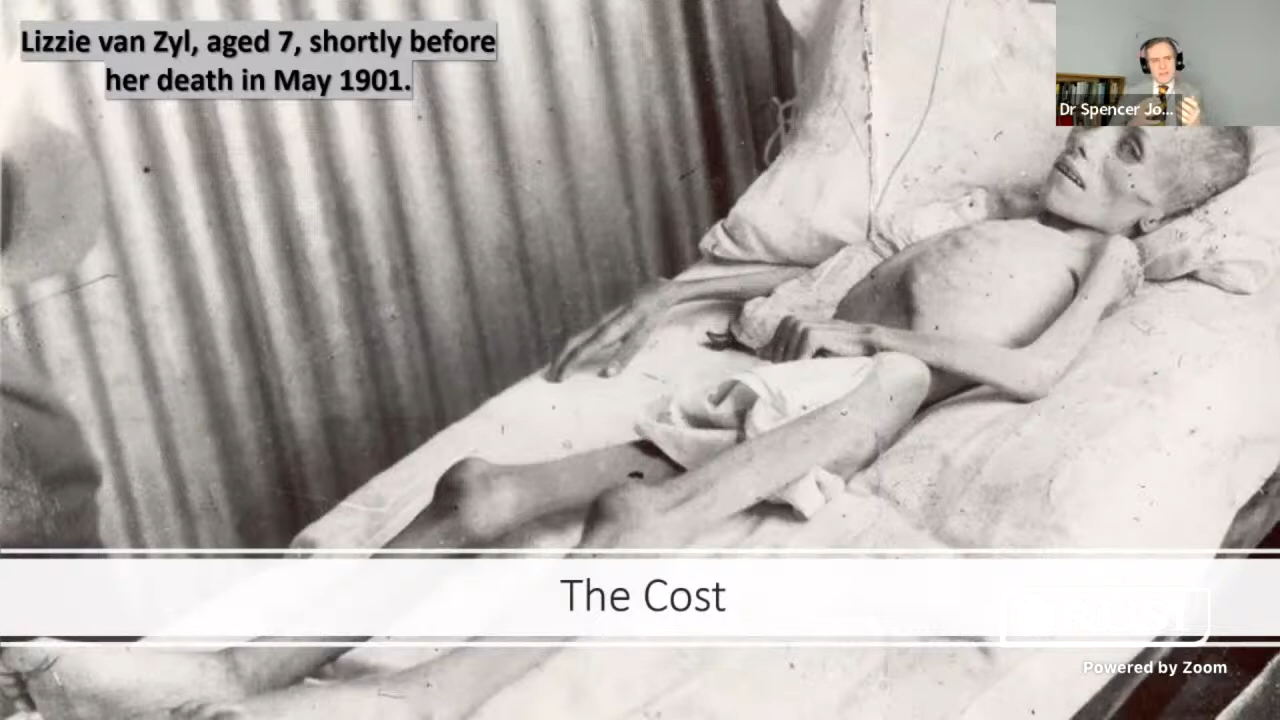 Lizzie van Zyl, aged 7, shortly before
her death in May 1901.
Dr Spencer Jo...
The Cost
Powered by Zoom